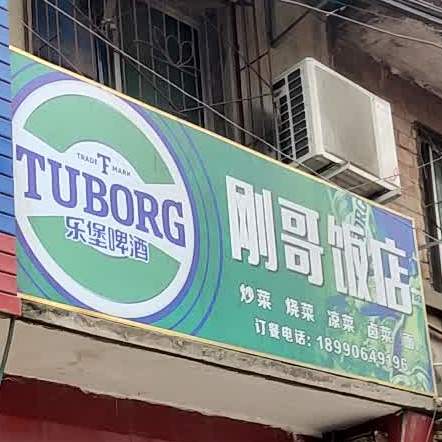 TRADE MARK
TUBORG
乐堡啤酒
刚哥饭店
炒菜 烧菜 凉菜 卤菜 面
订餐电话：18990649196